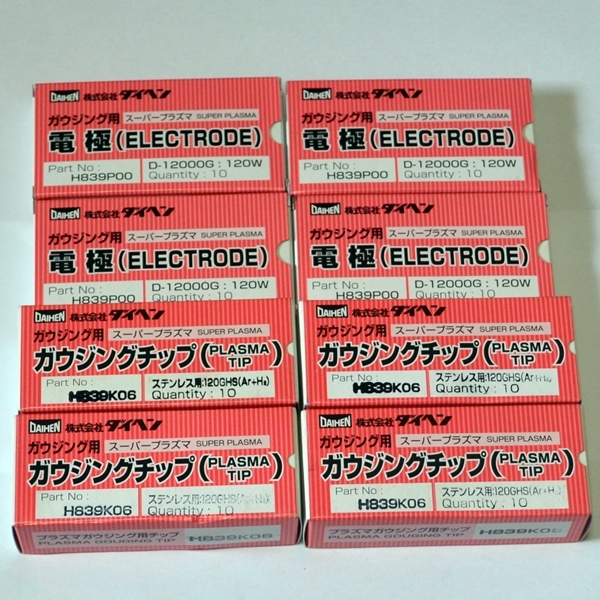 DAIHEN 株式会社 ダイヘン
ガウジング用 スーパープラズマ SUPER PLASMA
電極(ELECTRODE)
Part No : H839P00
D-12000G : 120W
Quantity : 10
DAIHEN 株式会社 ダイヘン
ガウジング用 スーパープラズマ SUPER PLASMA
電極(ELECTRODE)
Part No : H839P00
D-12000G : 120W
Quantity : 10
DAIHEN 株式会社 ダイヘン
ガウジング用 スーパープラズマ SUPER PLASMA
電極(ELECTRODE)
Part No : H839P00
D-12000G : 120W
Quantity : 10
DAIHEN 株式会社 ダイヘン
ガウジング用 スーパープラズマ SUPER PLASMA
電極(ELECTRODE)
Part No : H839P00
D-12000G : 120W
Quantity : 10
DAIHEN 株式会社 ダイヘン
ガウジング用 スーパープラズマ SUPER PLASMA
ガウジングチップ(PLASMA TIP)
Part No : H839K06
ステンレス用:120GHS(Ar+H₂)
Quantity : 10
DAIHEN 株式会社 ダイヘン
ガウジング用 スーパープラズマ SUPER PLASMA
ガウジングチップ(PLASMA TIP)
Part No : H839K06
ステンレス用:120GHS(Ar+H₂)
Quantity : 10
DAIHEN 株式会社 ダイヘン
ガウジング用 スーパープラズマ SUPER PLASMA
ガウジングチップ(PLASMA TIP)
Part No : H839K06
ステンレス用:120GHS
Quantity : 10
プラズマガウジング用チップ
PLASMA GOUGING TIP
H839K06
DAIHEN 株式会社 ダイヘン
ガウジング用 スーパープラズマ SUPER PLASMA
ガウジングチップ(PLASMA TIP)
Part No : H839K06
ステンレス用:120GHS(Ar+H₂)
Quantity : 10
プラズマガウジング用チップ
PLASMA GOUGING TIP
H839K06